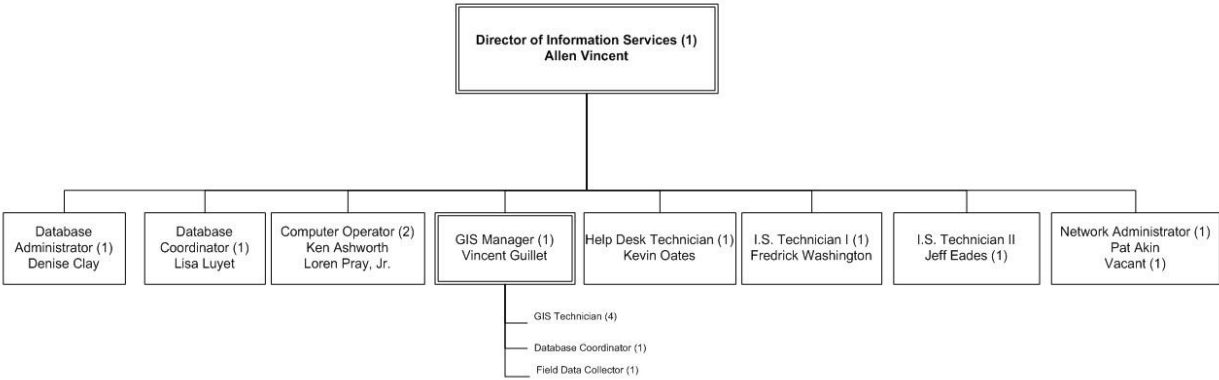 Director of Information Services (1)
Allen Vincent
Database
Administrator (1)
Denise Clay
Database
Coordinator (1)
Lisa Luyet
Computer Operator (2)
Ken Ashworth
Loren Pray, Jr.
GIS Manager (1)
Vincent Guillet
Help Desk Technician (1)
Kevin Oates
I.S. Technician I (1)
Fredrick Washington
I.S. Technician II
Jeff Eades (1)
Network Administrator (1)
Pat Akin
Vacant (1)
GIS Technician (4)
Database Coordinator (1)
Field Data Collector (1)